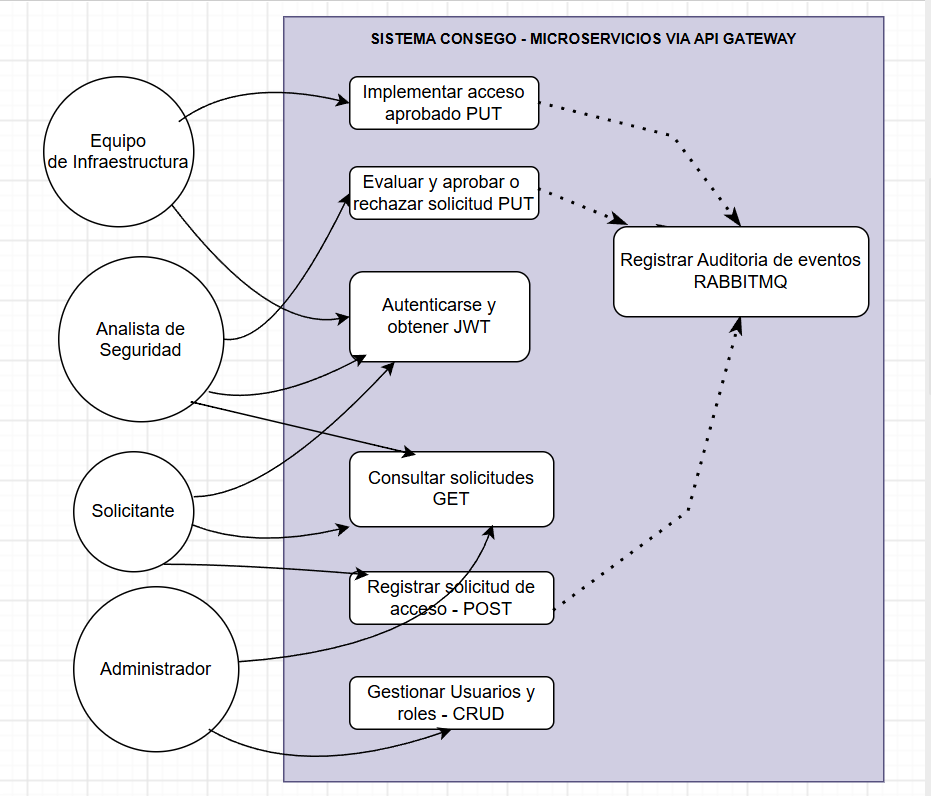 SISTEMA CONSEGO - MICROSERVICIOS VIA API GATEWAY
Implementar acceso
aprobado PUT
Equipo
de Infraestructura
Evaluar y aprobar o
rechazar solicitud PUT
Registrar Auditoria de eventos
RABBITMQ
Autenticarse y
obtener JWT
Analista de
Seguridad
Consultar solicitudes
GET
Solicitante
Registrar solicitud de
acceso - POST
Administrador
Gestionar Usuarios y
roles - CRUD